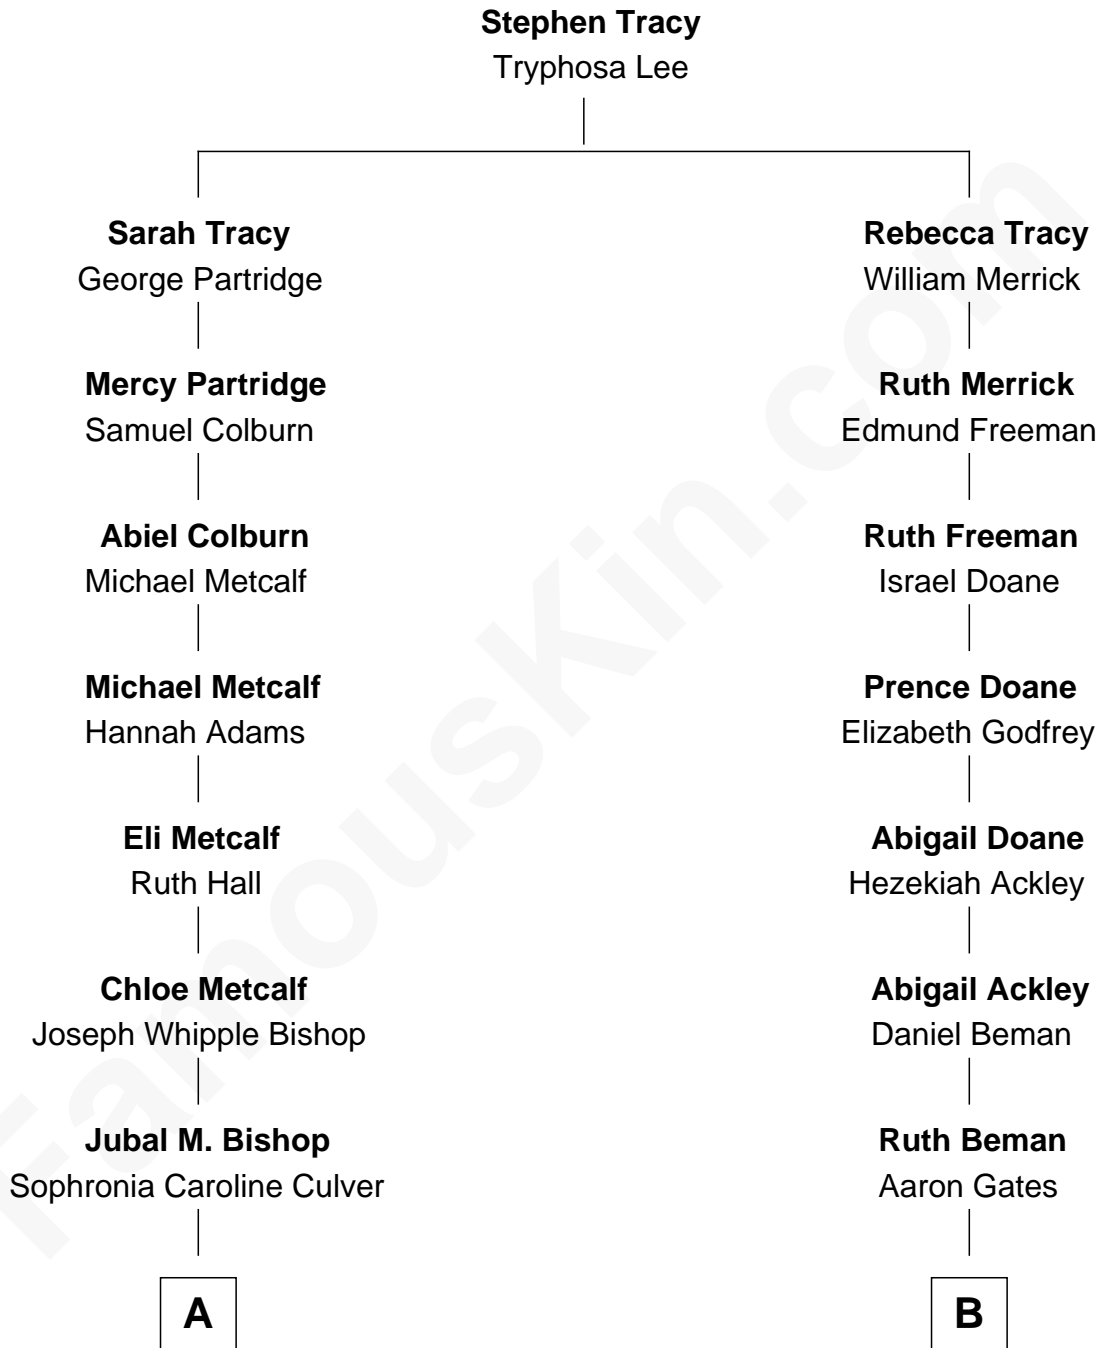 Stephen Tracy
Tryphosa Lee
Sarah Tracy
George Partridge
Rebecca Tracy
William Merrick
Mercy Partridge
Samuel Colburn
Ruth Merrick
Edmund Freeman
Abiel Colburn
Michael Metcalf
Ruth Freeman
Israel Doane
Michael Metcalf
Hannah Adams
Prence Doane
Elizabeth Godfrey
Eli Metcalf
Ruth Hall
Abigail Doane
Hezekiah Ackley
Chloe Metcalf
Joseph Whipple Bishop
Abigail Ackley
Daniel Beman
Jubal M. Bishop
Sophronia Caroline Culver
Ruth Beman
Aaron Gates
A
B
FamousKin.com